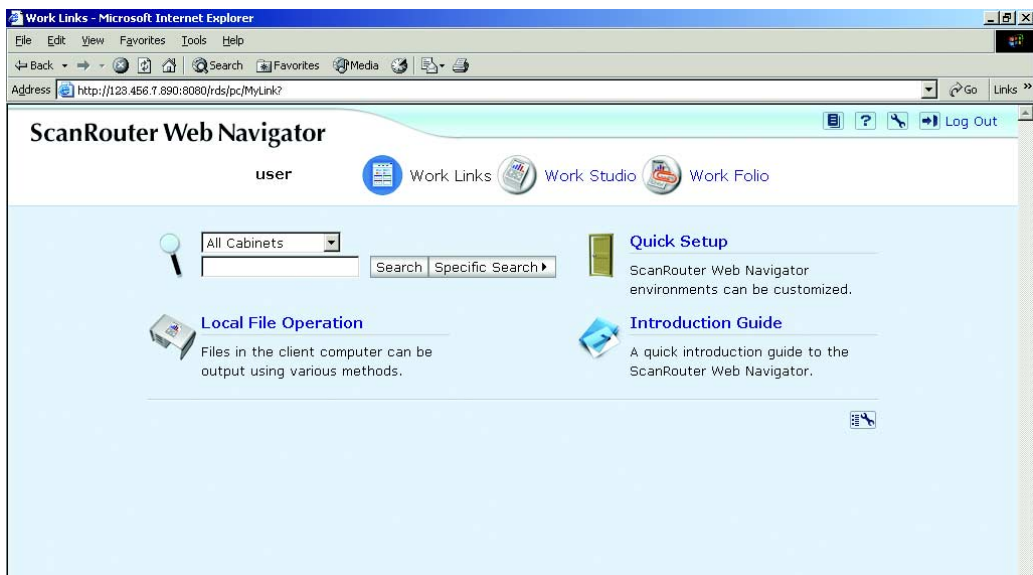 Work Links - Microsoft Internet Explorer
File Edit View Favorites Tools Help
Back Search Favorites Media
Address http://123.456.7.890:8080/rds/pc/MyLink? Go Links »
ScanRouter Web Navigator
Log Out
user Work Links Work Studio Work Folio
All Cabinets
Search Specific Search
Quick Setup
ScanRouter Web Navigator
environments can be customized.
Local File Operation
Files in the client computer can be
output using various methods.
Introduction Guide
A quick introduction guide to the
ScanRouter Web Navigator.